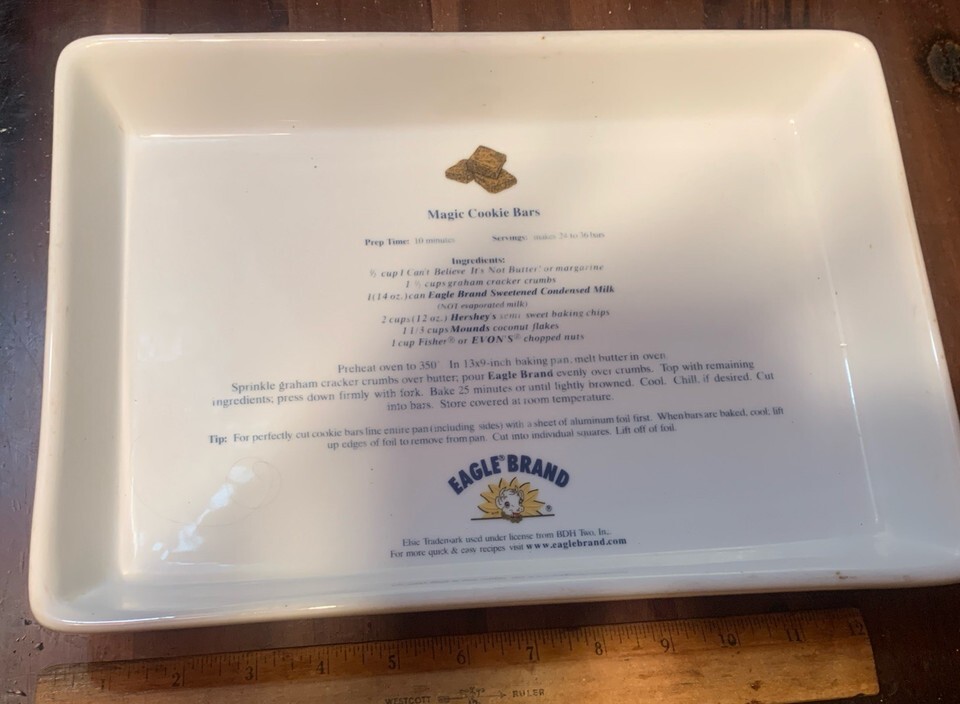 Magic Cookie Bars
Prep Time: 10 minutes Servings: makes 24 to 36 bars
Ingredients:
½ cup I Can't Believe It's Not Butter® or margarine
1 ½ cups graham cracker crumbs
1(14 oz.)can Eagle Brand Sweetened Condensed Milk
(NOT evaporated milk)
2 cups(12 oz.) Hershey's semi sweet baking chips
1 1/3 cups Mounds coconut flakes
1 cup Fisher® or EVON'S® chopped nuts
Preheat oven to 350° In 13x9-inch baking pan, melt butter in oven
Sprinkle graham cracker crumbs over butter; pour Eagle Brand evenly over crumbs. Top with remaining
ingredients; press down firmly with fork. Bake 25 minutes or until lightly browned. Cool. Chill, if desired. Cut
into bars. Store covered at room temperature.
Tip: For perfectly cut cookie bars line entire pan(including sides) with a sheet of aluminum foil first. When bars are baked, cool, lift
up edges of foil to remove from pan. Cut into individual squares. Lift off of foil.
EAGLE® BRAND
®
Elsie Trademark used under license from BDH Two, In..
For more quick & easy recipes visit www.eaglebrand.com
1 2 3 4 5 6 7 8 9 10 11 12
WESTCOTT RULER